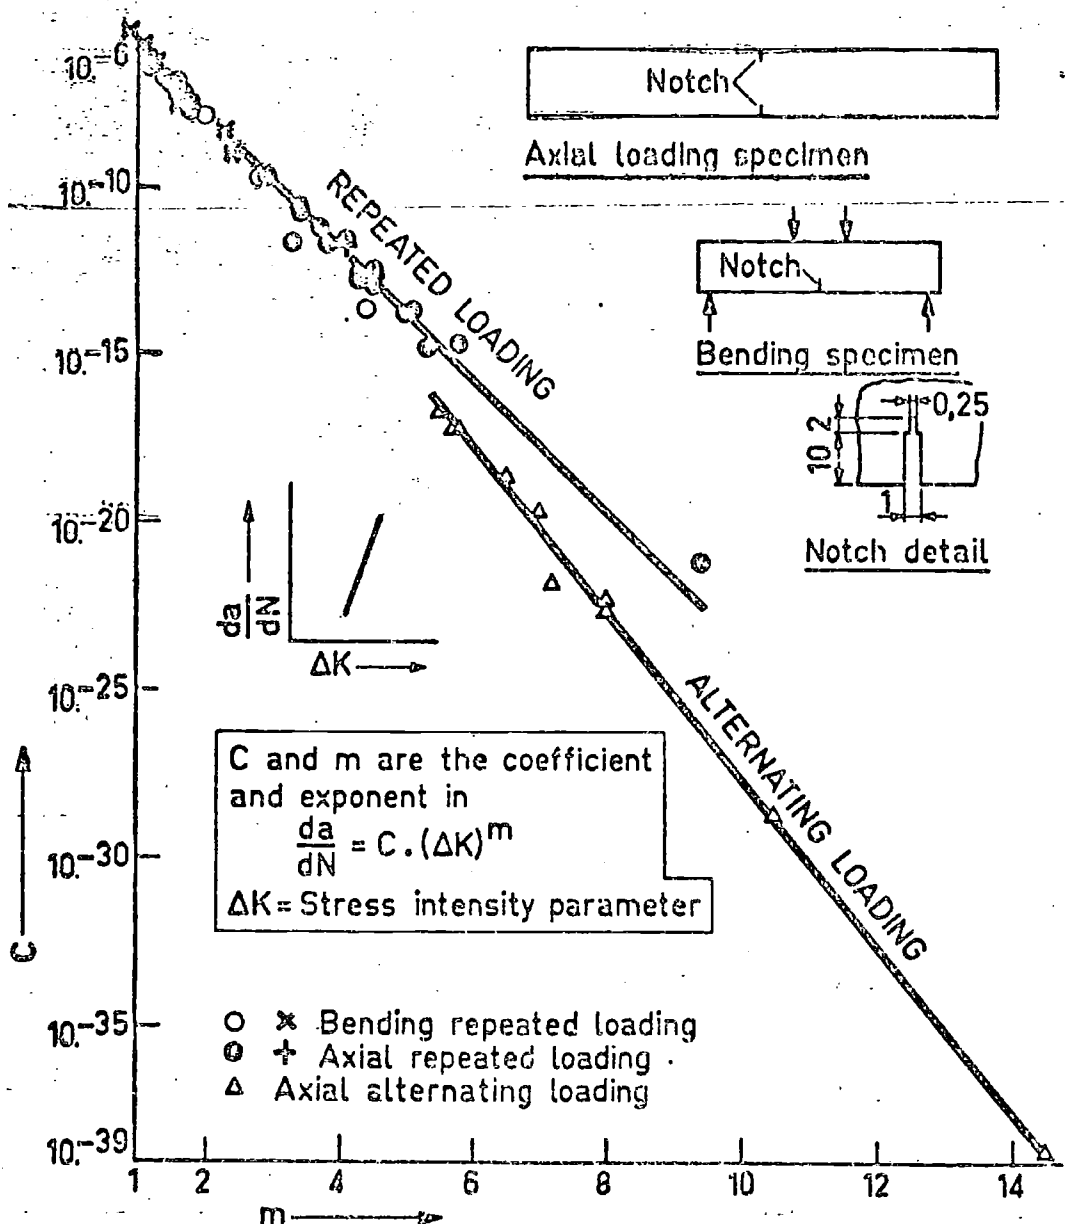 10.-6
10.-10
10.-15
10.-20
10.-25
10.-30
10.-35
10.-39
C
1 2 4 6 8 10 12 14
m
Notch
Axial loading specimen
Notch
Bending specimen
0,25
2
10
1
Notch detail
REPEATED LOADING
ALTERNATING LOADING
da
dN
ΔK
C and m are the coefficient
and exponent in
da
dN = C.(ΔK)m
ΔK = Stress intensity parameter
Bending repeated loading
Axial repeated loading
Axial alternating loading